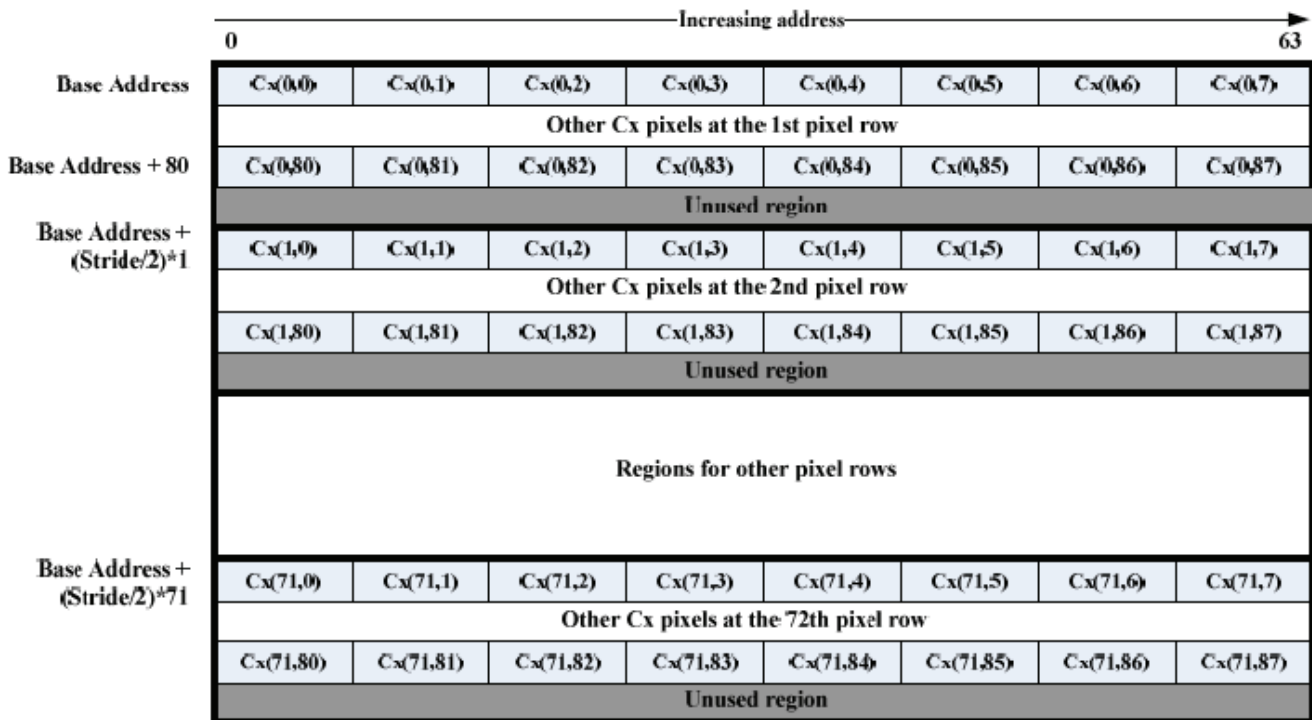 Increasing address
0 63
Base Address Cx(0,0) Cx(0,1) Cx(0,2) Cx(0,3) Cx(0,4) Cx(0,5) Cx(0,6) Cx(0,7)
Other Cx pixels at the 1st pixel row
Base Address + 80 Cx(0,80) Cx(0,81) Cx(0,82) Cx(0,83) Cx(0,84) Cx(0,85) Cx(0,86) Cx(0,87)
Unused region
Base Address +
(Stride/2)*1 Cx(1,0) Cx(1,1) Cx(1,2) Cx(1,3) Cx(1,4) Cx(1,5) Cx(1,6) Cx(1,7)
Other Cx pixels at the 2nd pixel row
Cx(1,80) Cx(1,81) Cx(1,82) Cx(1,83) Cx(1,84) Cx(1,85) Cx(1,86) Cx(1,87)
Unused region
Regions for other pixel rows
Base Address +
(Stride/2)*71 Cx(71,0) Cx(71,1) Cx(71,2) Cx(71,3) Cx(71,4) Cx(71,5) Cx(71,6) Cx(71,7)
Other Cx pixels at the 72th pixel row
Cx(71,80) Cx(71,81) Cx(71,82) Cx(71,83) Cx(71,84) Cx(71,85) Cx(71,86) Cx(71,87)
Unused region